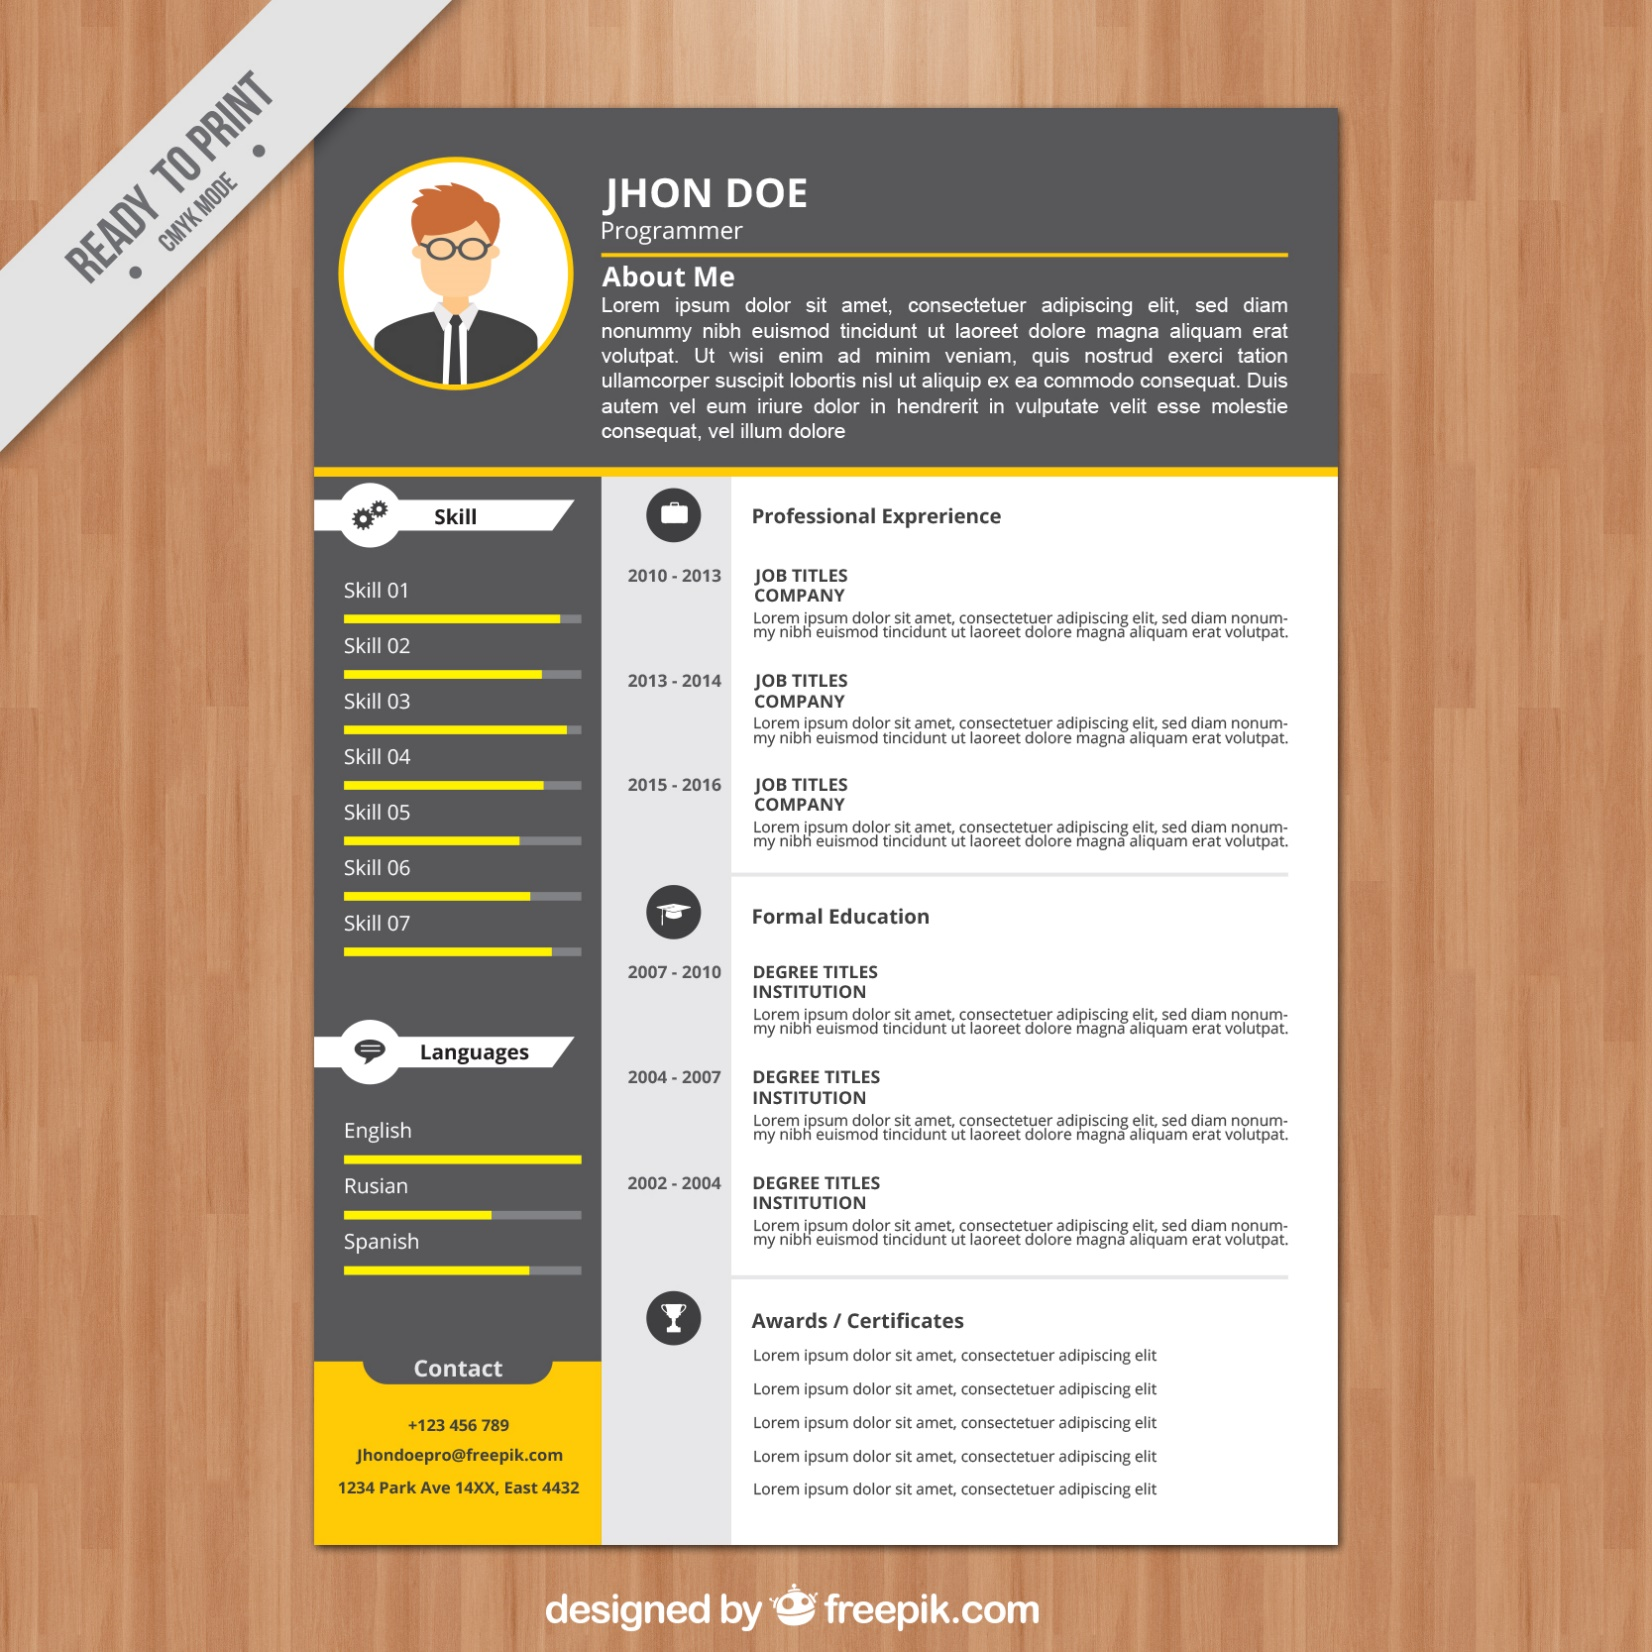 READY TO PRINT
• CMYK MODE •
JHON DOE
Programmer
About Me
Lorem ipsum dolor sit amet, consectetuer adipiscing elit, sed diam
nonummy nibh euismod tincidunt ut laoreet dolore magna aliquam erat
volutpat. Ut wisi enim ad minim veniam, quis nostrud exerci tation
ullamcorper suscipit lobortis nisl ut aliquip ex ea commodo consequat. Duis
autem vel eum iriure dolor in hendrerit in vulputate velit esse molestie
consequat, vel illum dolore
Skill
Skill 01
Skill 02
Skill 03
Skill 04
Skill 05
Skill 06
Skill 07
Languages
English
Rusian
Spanish
Contact
+123 456 789
Jhondoepro@freepik.com
1234 Park Ave 14XX, East 4432
Professional Exprerience
2010 - 2013
JOB TITLES
COMPANY
Lorem ipsum dolor sit amet, consectetuer adipiscing elit, sed diam nonum-
my nibh euismod tincidunt ut laoreet dolore magna aliquam erat volutpat.
2013 - 2014
JOB TITLES
COMPANY
Lorem ipsum dolor sit amet, consectetuer adipiscing elit, sed diam nonum-
my nibh euismod tincidunt ut laoreet dolore magna aliquam erat volutpat.
2015 - 2016
JOB TITLES
COMPANY
Lorem ipsum dolor sit amet, consectetuer adipiscing elit, sed diam nonum-
my nibh euismod tincidunt ut laoreet dolore magna aliquam erat volutpat.
Formal Education
2007 - 2010
DEGREE TITLES
INSTITUTION
Lorem ipsum dolor sit amet, consectetuer adipiscing elit, sed diam nonum-
my nibh euismod tincidunt ut laoreet dolore magna aliquam erat volutpat.
2004 - 2007
DEGREE TITLES
INSTITUTION
Lorem ipsum dolor sit amet, consectetuer adipiscing elit, sed diam nonum-
my nibh euismod tincidunt ut laoreet dolore magna aliquam erat volutpat.
2002 - 2004
DEGREE TITLES
INSTITUTION
Lorem ipsum dolor sit amet, consectetuer adipiscing elit, sed diam nonum-
my nibh euismod tincidunt ut laoreet dolore magna aliquam erat volutpat.
Awards / Certificates
Lorem ipsum dolor sit amet, consectetuer adipiscing elit
Lorem ipsum dolor sit amet, consectetuer adipiscing elit
Lorem ipsum dolor sit amet, consectetuer adipiscing elit
Lorem ipsum dolor sit amet, consectetuer adipiscing elit
Lorem ipsum dolor sit amet, consectetuer adipiscing elit
designed by freepik.com